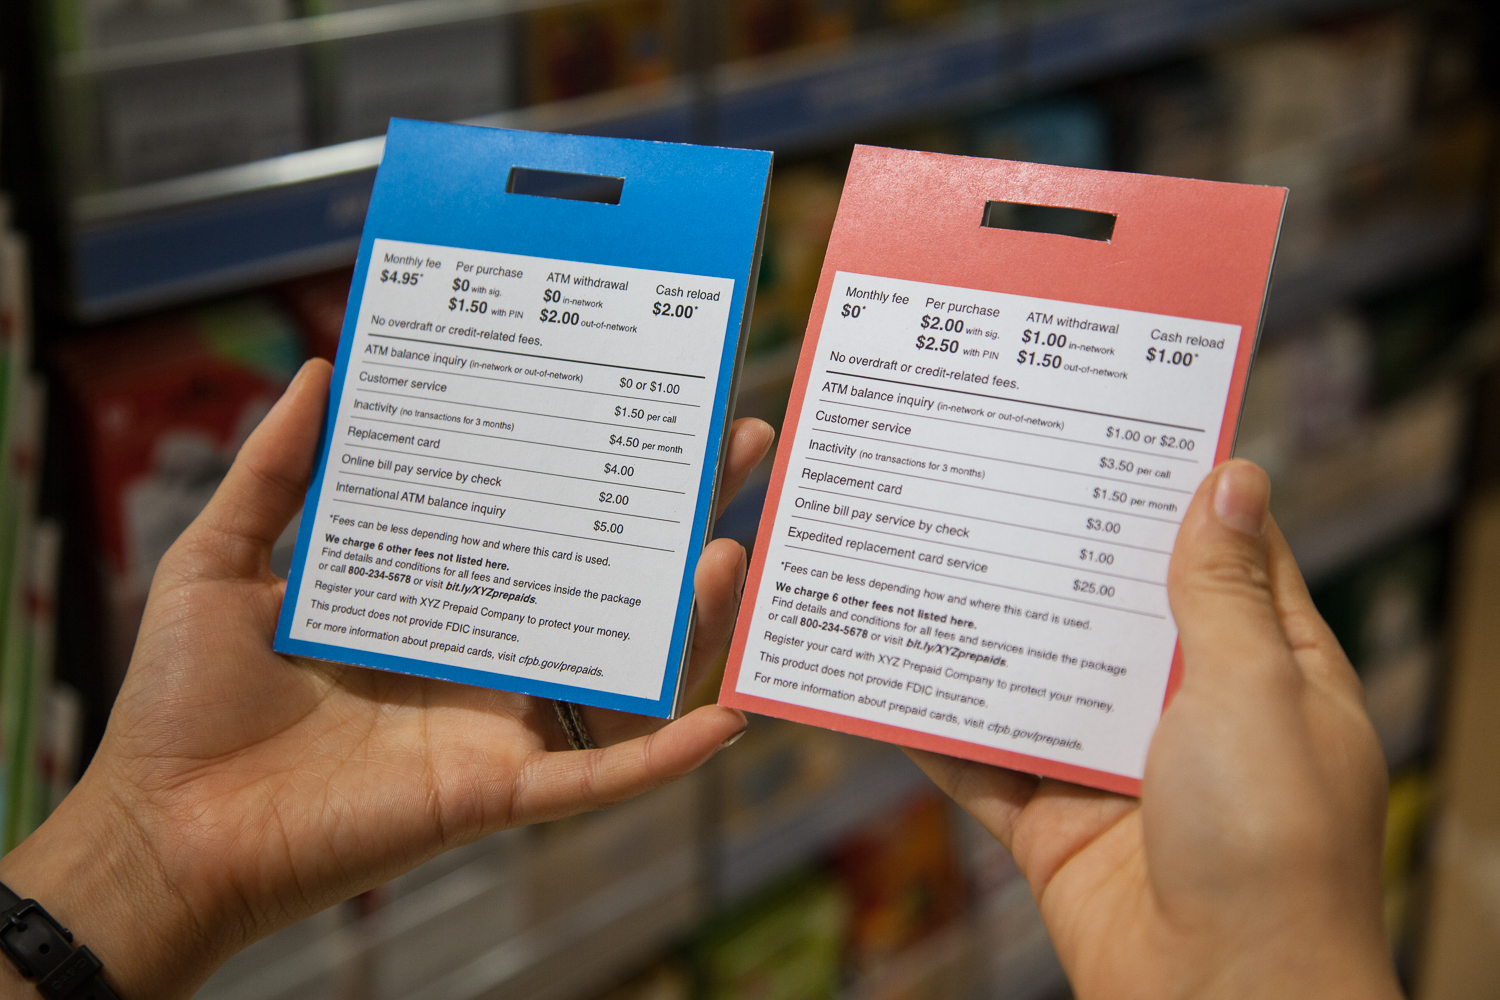 Monthly fee Per purchase ATM withdrawal Cash reload
$4.95* $0 with sig. $0 in-network $2.00*
$1.50 with PIN $2.00 out-of-network
No overdraft or credit-related fees.
ATM balance inquiry (in-network or out-of-network) $0 or $1.00
Customer service $1.50 per call
Inactivity (no transactions for 3 months) $4.50 per month
Replacement card $4.00
Online bill pay service by check $2.00
International ATM balance inquiry $5.00
*Fees can be less depending how and where this card is used.
We charge 6 other fees not listed here.
Find details and conditions for all fees and services inside the package
or call 800-234-5678 or visit bit.ly/XYZprepaids.
Register your card with XYZ Prepaid Company to protect your money.
This product does not provide FDIC insurance.
For more information about prepaid cards, visit cfpb.gov/prepaids.
Monthly fee Per purchase ATM withdrawal Cash reload
$0* $2.00 with sig. $1.00 in-network $1.00*
$2.50 with PIN $1.50 out-of-network
No overdraft or credit-related fees.
ATM balance inquiry (in-network or out-of-network) $1.00 or $2.00
Customer service $3.50 per call
Inactivity (no transactions for 3 months) $1.50 per month
Replacement card $3.00
Online bill pay service by check $1.00
Expedited replacement card service $25.00
*Fees can be less depending how and where this card is used.
We charge 6 other fees not listed here.
Find details and conditions for all fees and services inside the package
or call 800-234-5678 or visit bit.ly/XYZprepaids.
Register your card with XYZ Prepaid Company to protect your money.
This product does not provide FDIC insurance.
For more information about prepaid cards, visit cfpb.gov/prepaids.